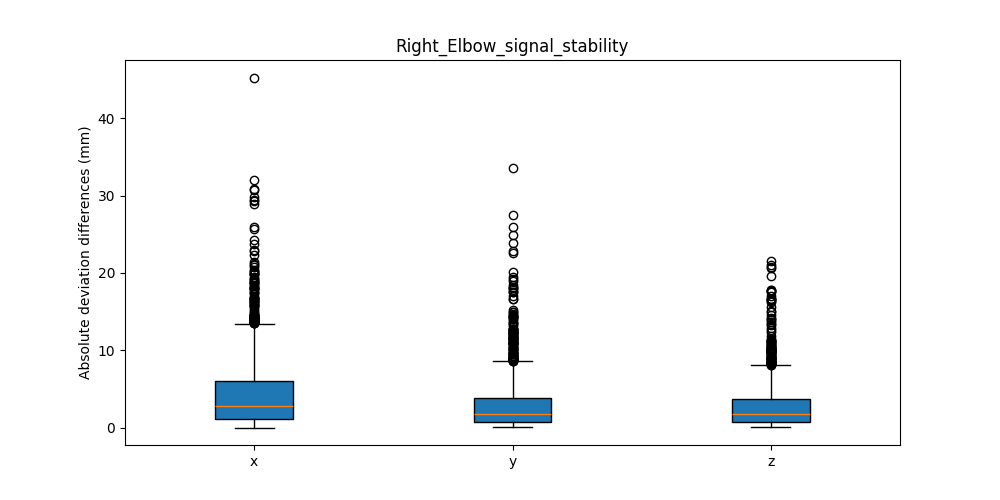 Right_Elbow_signal_stability
Absolute deviation differences (mm)
40
30
20
10
0
x
y
z